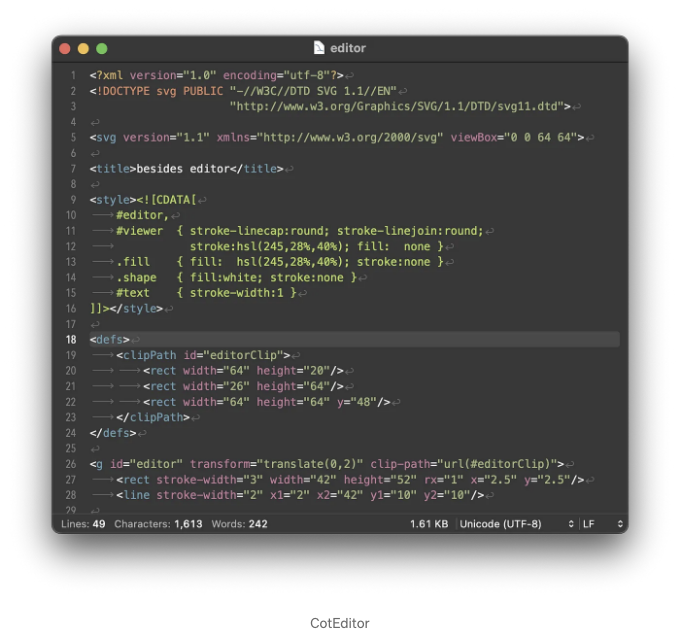 editor
1 <?xml version="1.0" encoding="utf-8"?>
2 <!DOCTYPE svg PUBLIC "-//W3C//DTD SVG 1.1//EN"
3 "http://www.w3.org/Graphics/SVG/1.1/DTD/svg11.dtd">
4
5 <svg version="1.1" xmlns="http://www.w3.org/2000/svg" viewBox="0 0 64 64">
6
7 <title>besides editor</title>
8
9 <style><![CDATA[
10 #editor,
11 #viewer { stroke-linecap:round; stroke-linejoin:round;
12 stroke:hsl(245,28%,40%); fill: none }
13 .fill { fill: hsl(245,28%,40%); stroke:none }
14 .shape { fill:white; stroke:none }
15 #text { stroke-width:1 }
16 ]]></style>
17
18 <defs>
19 <clipPath id="editorClip">
20 <rect width="64" height="20"/>
21 <rect width="26" height="64"/>
22 <rect width="64" height="64" y="48"/>
23 </clipPath>
24 </defs>
25
26 <g id="editor" transform="translate(0,2)" clip-path="url(#editorClip)">
27 <rect stroke-width="3" width="42" height="52" rx="1" x="2.5" y="2.5"/>
28 <line stroke-width="2" x1="2" x2="42" y1="10" y2="10"/>
29
Lines: 49 Characters: 1,613 Words: 242 1.61 KB Unicode (UTF-8) LF
CotEditor